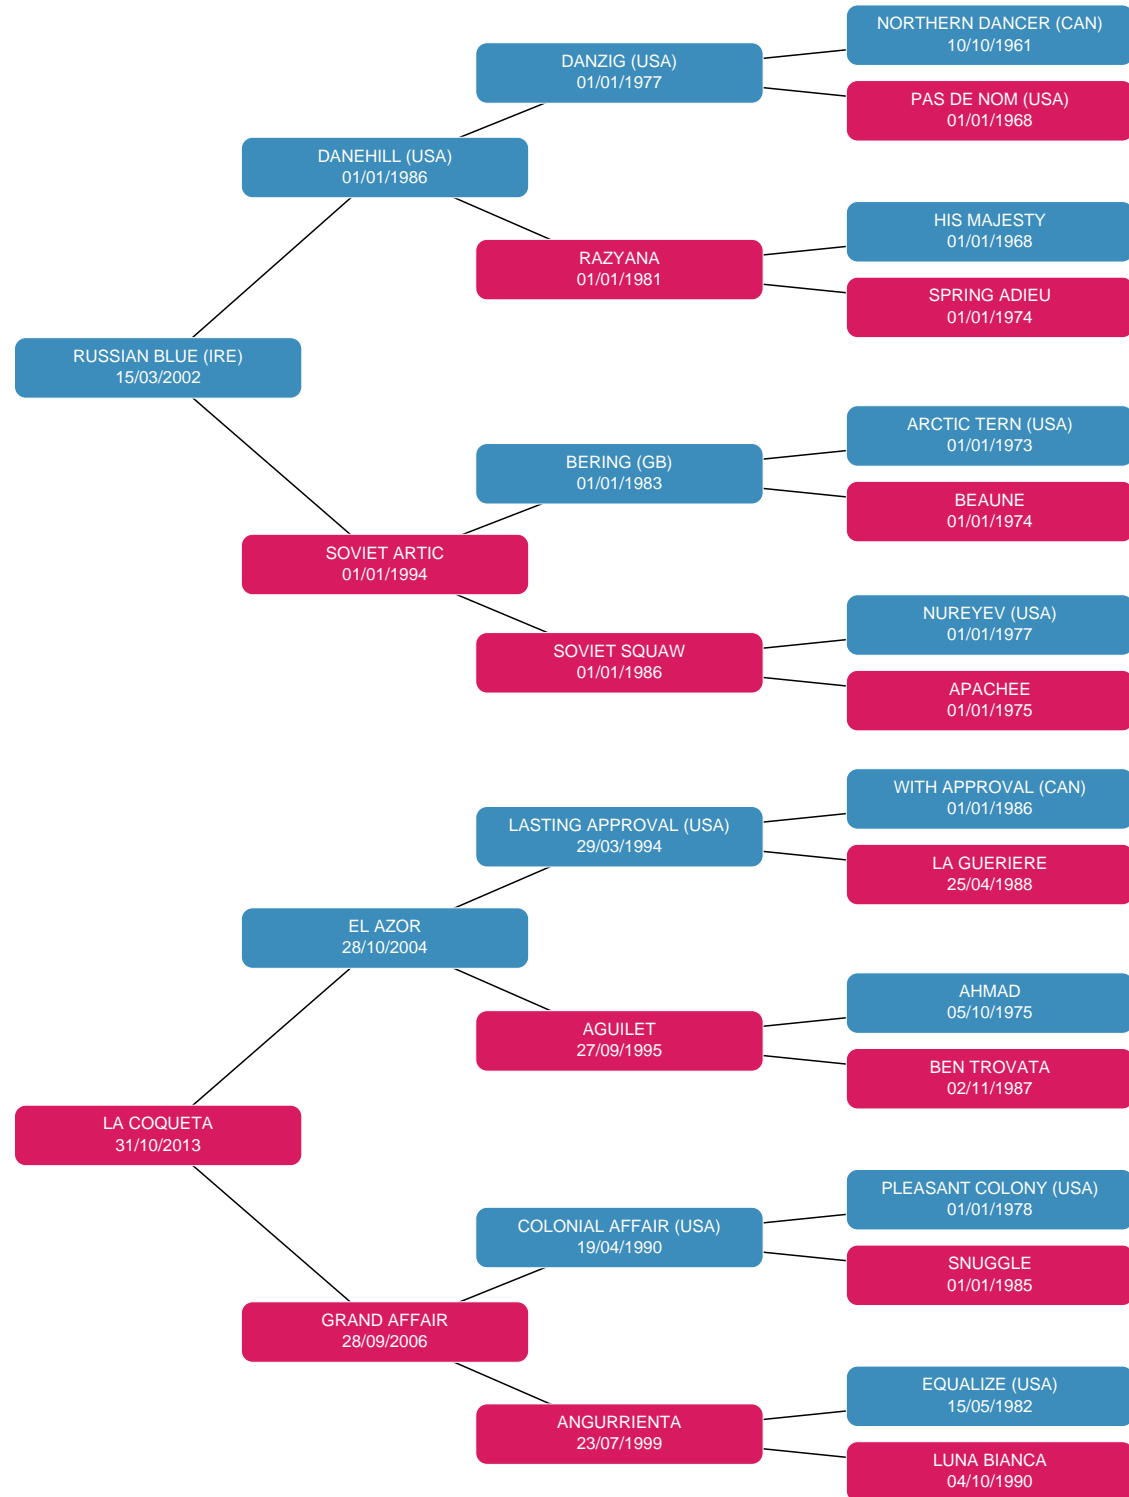 NORTHERN DANCER (CAN)
10/10/1961
DANZIG (USA)
01/01/1977
PAS DE NOM (USA)
01/01/1968
DANEHILL (USA)
01/01/1986
HIS MAJESTY
01/01/1968
RAZYANA
01/01/1981
SPRING ADIEU
01/01/1974
RUSSIAN BLUE (IRE)
15/03/2002
ARCTIC TERN (USA)
01/01/1973
BERING (GB)
01/01/1983
BEAUNE
01/01/1974
SOVIET ARTIC
01/01/1994
NUREYEV (USA)
01/01/1977
SOVIET SQUAW
01/01/1986
APACHEE
01/01/1975
WITH APPROVAL (CAN)
01/01/1986
LASTING APPROVAL (USA)
29/03/1994
LA GUERIERE
25/04/1988
EL AZOR
28/10/2004
AHMAD
05/10/1975
AGUILET
27/09/1995
BEN TROVATA
02/11/1987
LA COQUETA
31/10/2013
PLEASANT COLONY (USA)
01/01/1978
COLONIAL AFFAIR (USA)
19/04/1990
SNUGGLE
01/01/1985
GRAND AFFAIR
28/09/2006
EQUALIZE (USA)
15/05/1982
ANGURRIENTA
23/07/1999
LUNA BIANCA
04/10/1990